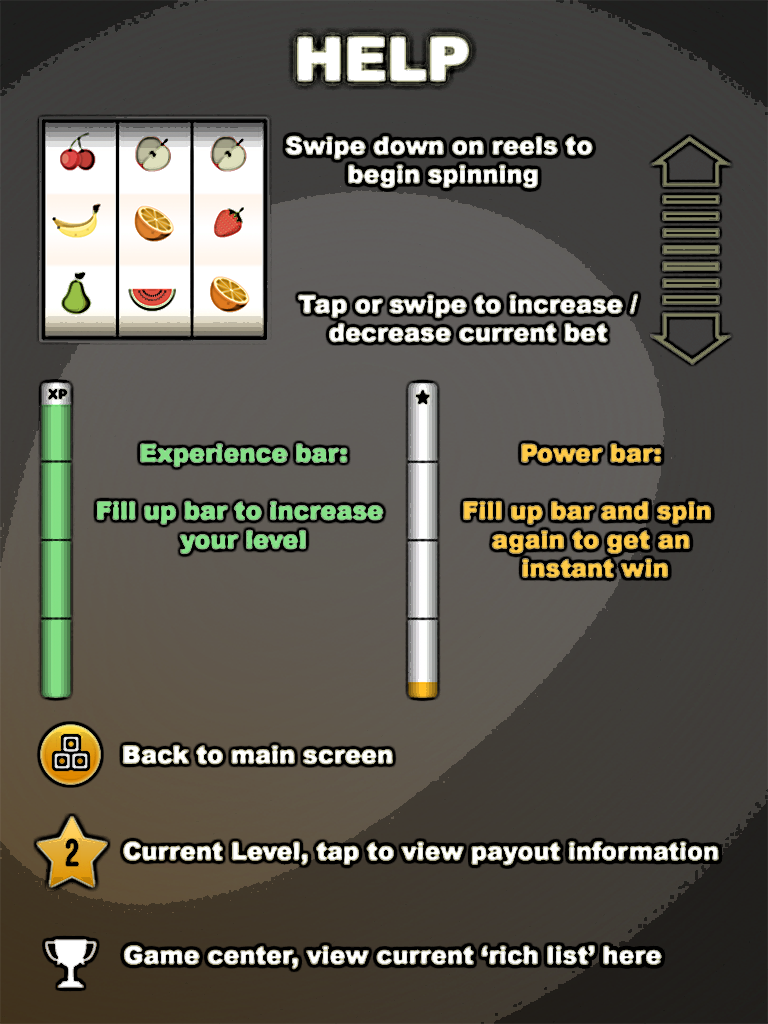 HELP
Swipe down on reels to
begin spinning
Tap or swipe to increase /
decrease current bet
XP
Experience bar:
Fill up bar to increase
your level
Power bar:
Fill up bar and spin
again to get an
instant win
Back to main screen
2
Current Level, tap to view payout information
Game center, view current ‘rich list’ here